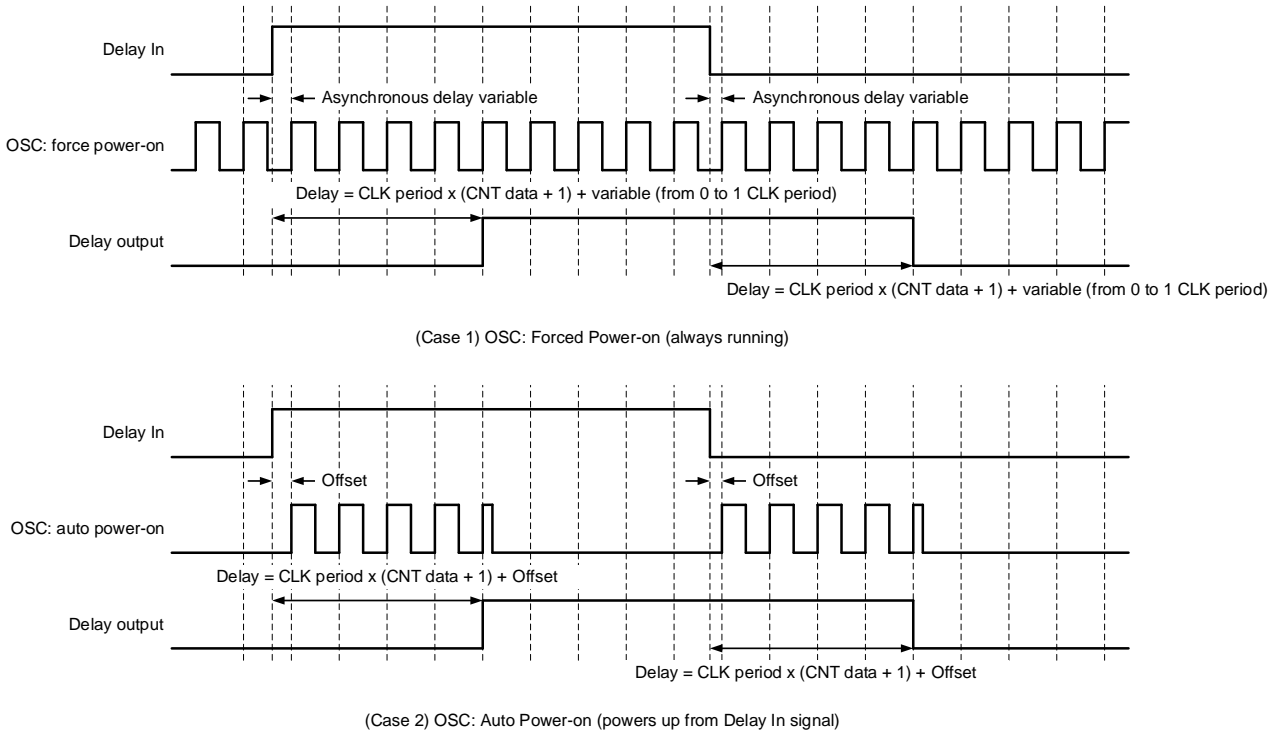 Delay In
Asynchronous delay variable
Asynchronous delay variable
OSC: force power-on
Delay = CLK period x (CNT data + 1) + variable (from 0 to 1 CLK period)
Delay output
Delay = CLK period x (CNT data + 1) + variable (from 0 to 1 CLK period)
(Case 1) OSC: Forced Power-on (always running)
Delay In
Offset
Offset
OSC: auto power-on
Delay = CLK period x (CNT data + 1) + Offset
Delay output
Delay = CLK period x (CNT data + 1) + Offset
(Case 2) OSC: Auto Power-on (powers up from Delay In signal)